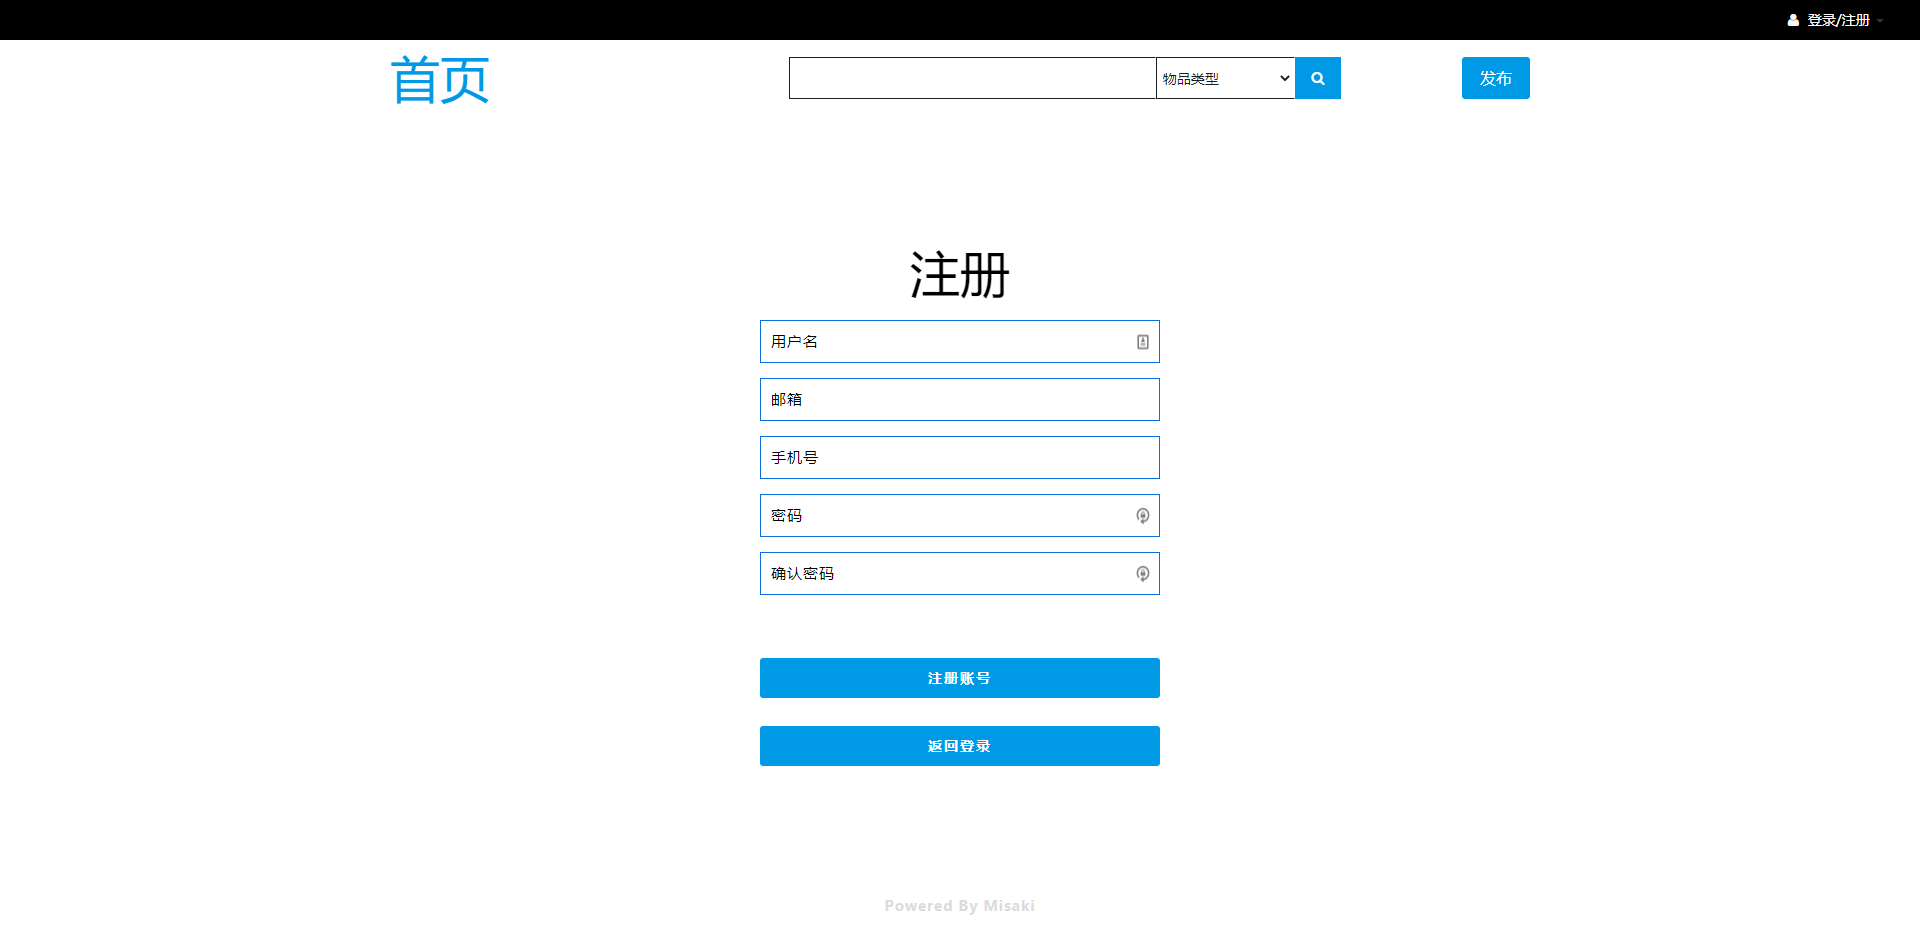 登录/注册
首页
物品类型
发布
注册
用户名
邮箱
手机号
密码
确认密码
注册账号
返回登录
Powered By Misaki